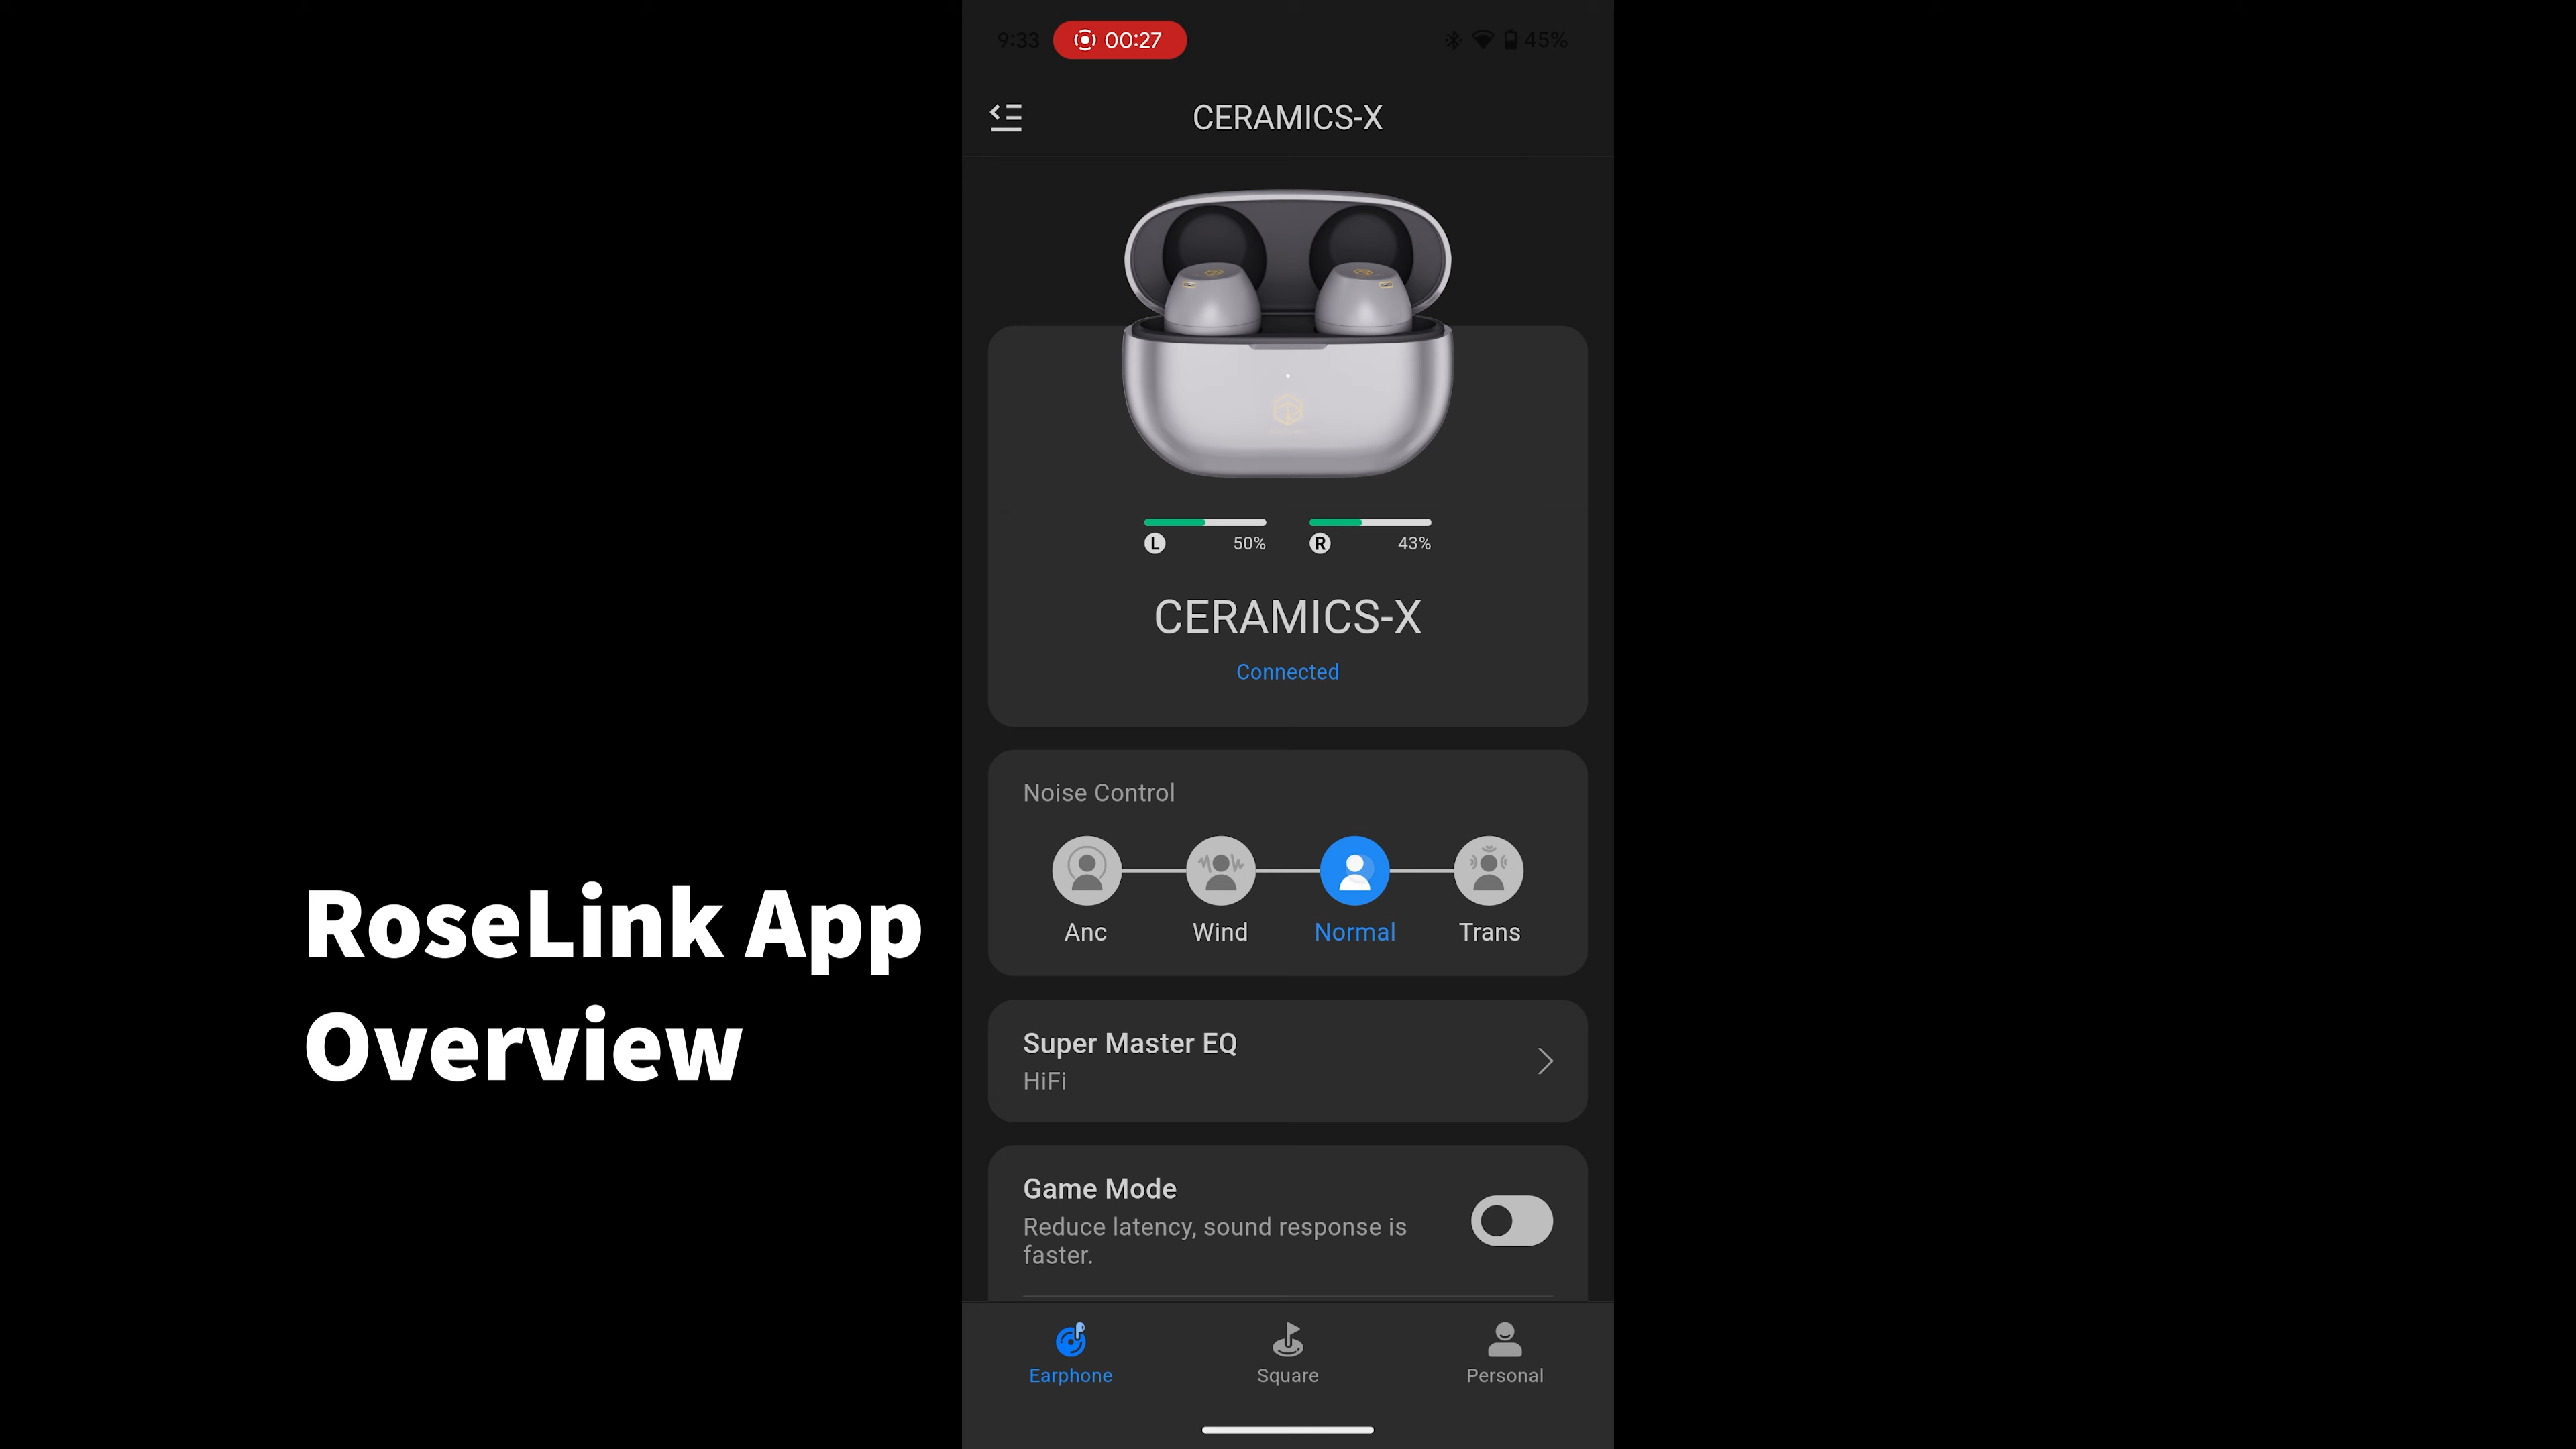 9:33 00:27 45%
CERAMICS-X
L 50% R 43%
CERAMICS-X
Connected
Noise Control
Anc Wind Normal Trans
Super Master EQ
HiFi
Game Mode
Reduce latency, sound response is
faster.
Earphone Square Personal
RoseLink App
Overview